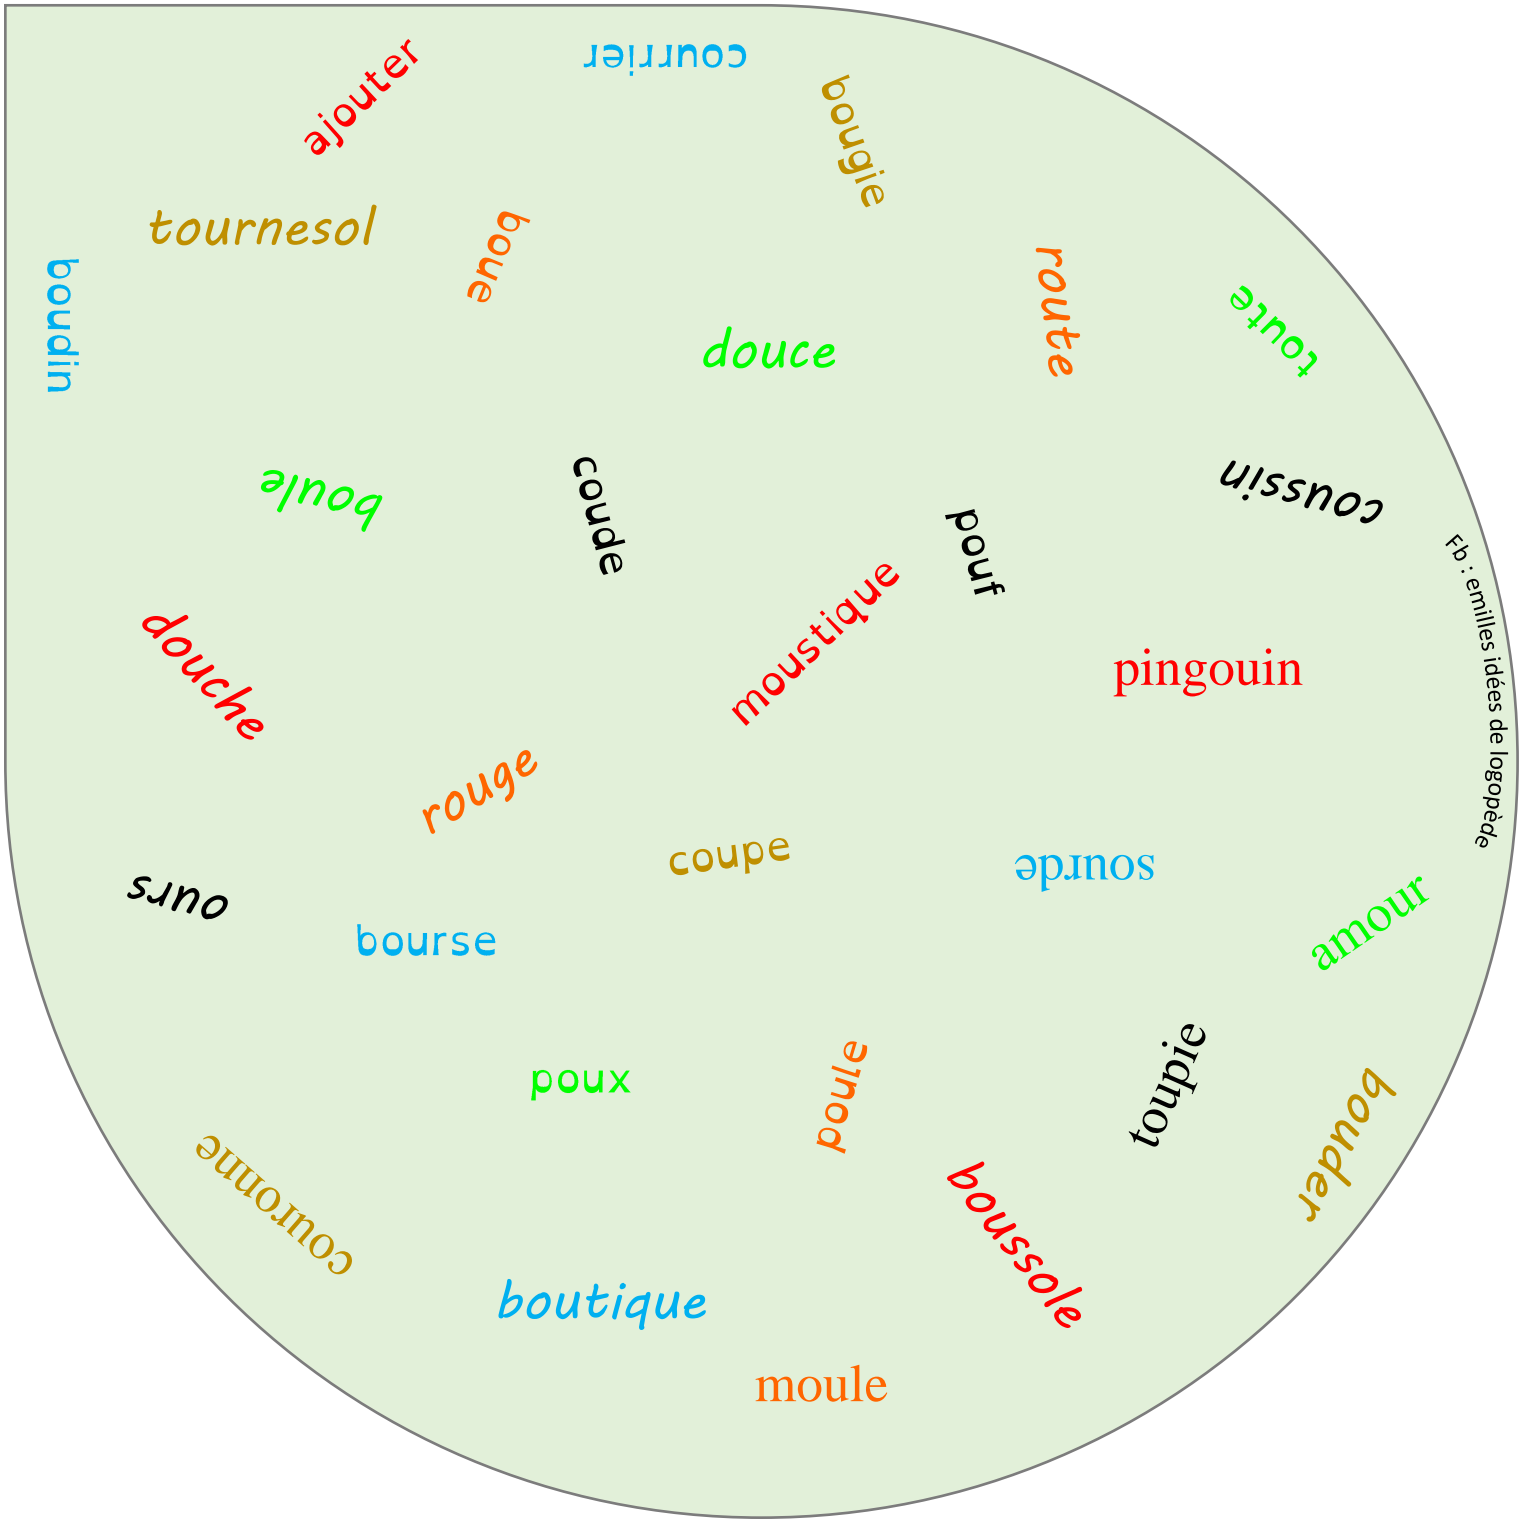 courrier
ajouter
bougie
tournesol
boue
boudin
route
toute
douce
boule
coude
coussin
pouf
Fb : emilles idées de logopède
moustique
douche
pingouin
rouge
coupe
sourde
ours
amour
bourse
poux
poule
toupie
bouder
couronne
boussole
boutique
moule